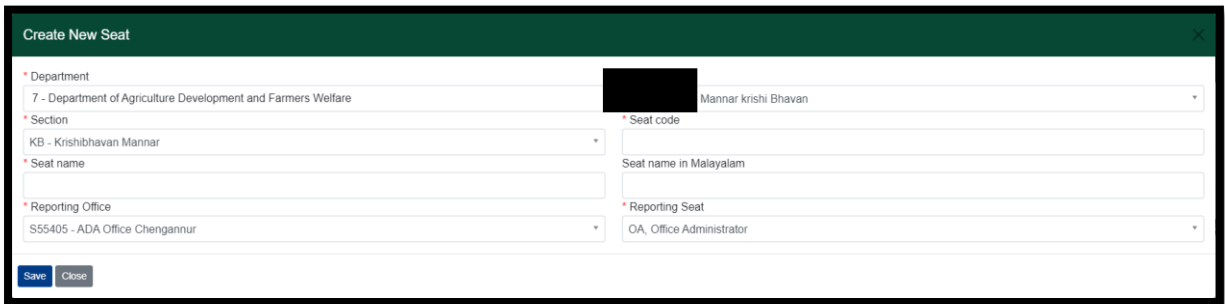 Create New Seat
* Department
7 - Department of Agriculture Development and Farmers Welfare
Mannar krishi Bhavan
* Section
* Seat code
KB - Krishibhavan Mannar
* Seat name
Seat name in Malayalam
* Reporting Office
* Reporting Seat
S55405 - ADA Office Chengannur
OA, Office Administrator
Save
Close